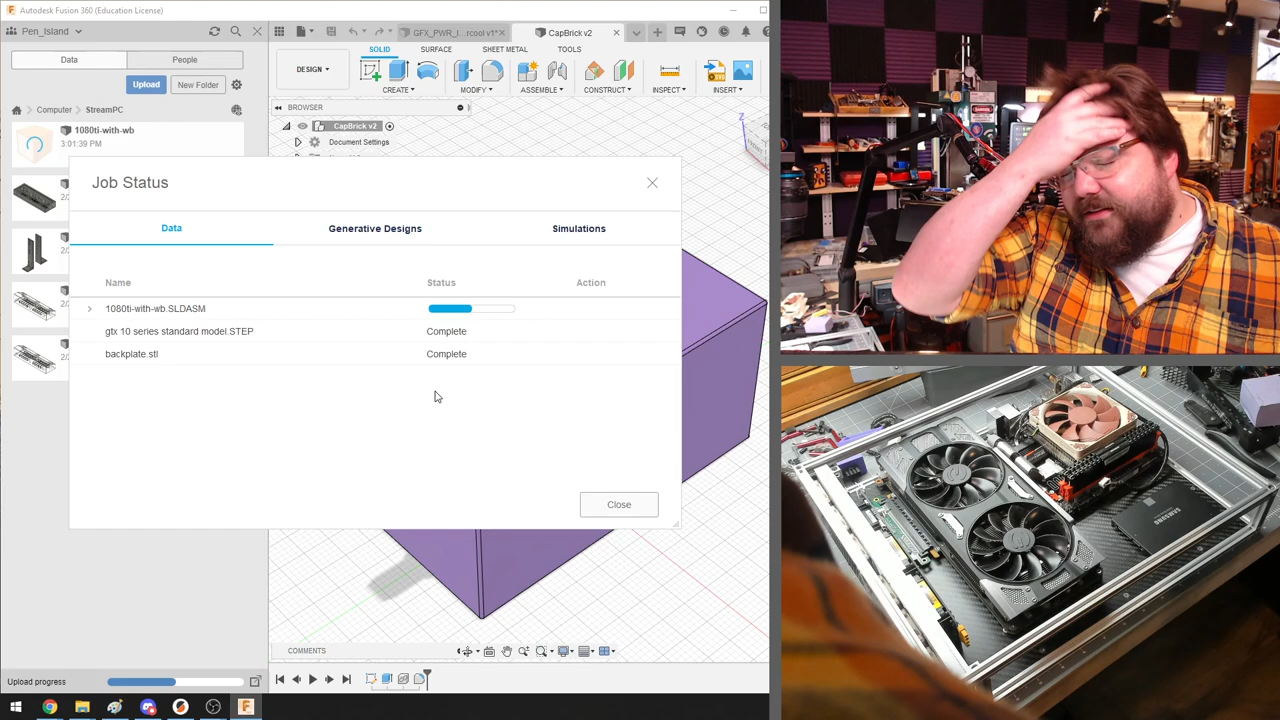 Autodesk Fusion 360 (Education License)
Pen_Island
GFX_PWR_I...rcool v1*
CapBrick v2
Data
People
SOLID
SURFACE
SHEET METAL
TOOLS
DESIGN
Upload
New Folder
CREATE
MODIFY
ASSEMBLE
CONSTRUCT
INSPECT
INSERT
Computer
StreamPC
BROWSER
CapBrick v2
1080ti-with-wb
3:01:39 PM
Document Settings
Z
Job Status
Data
Generative Designs
Simulations
Name
Status
Action
1080ti-with-wb.SLDASM
gtx 10 series standard model.STEP
Complete
backplate.stl
Complete
Close
COMMENTS
Upload progress
SAMSUNG